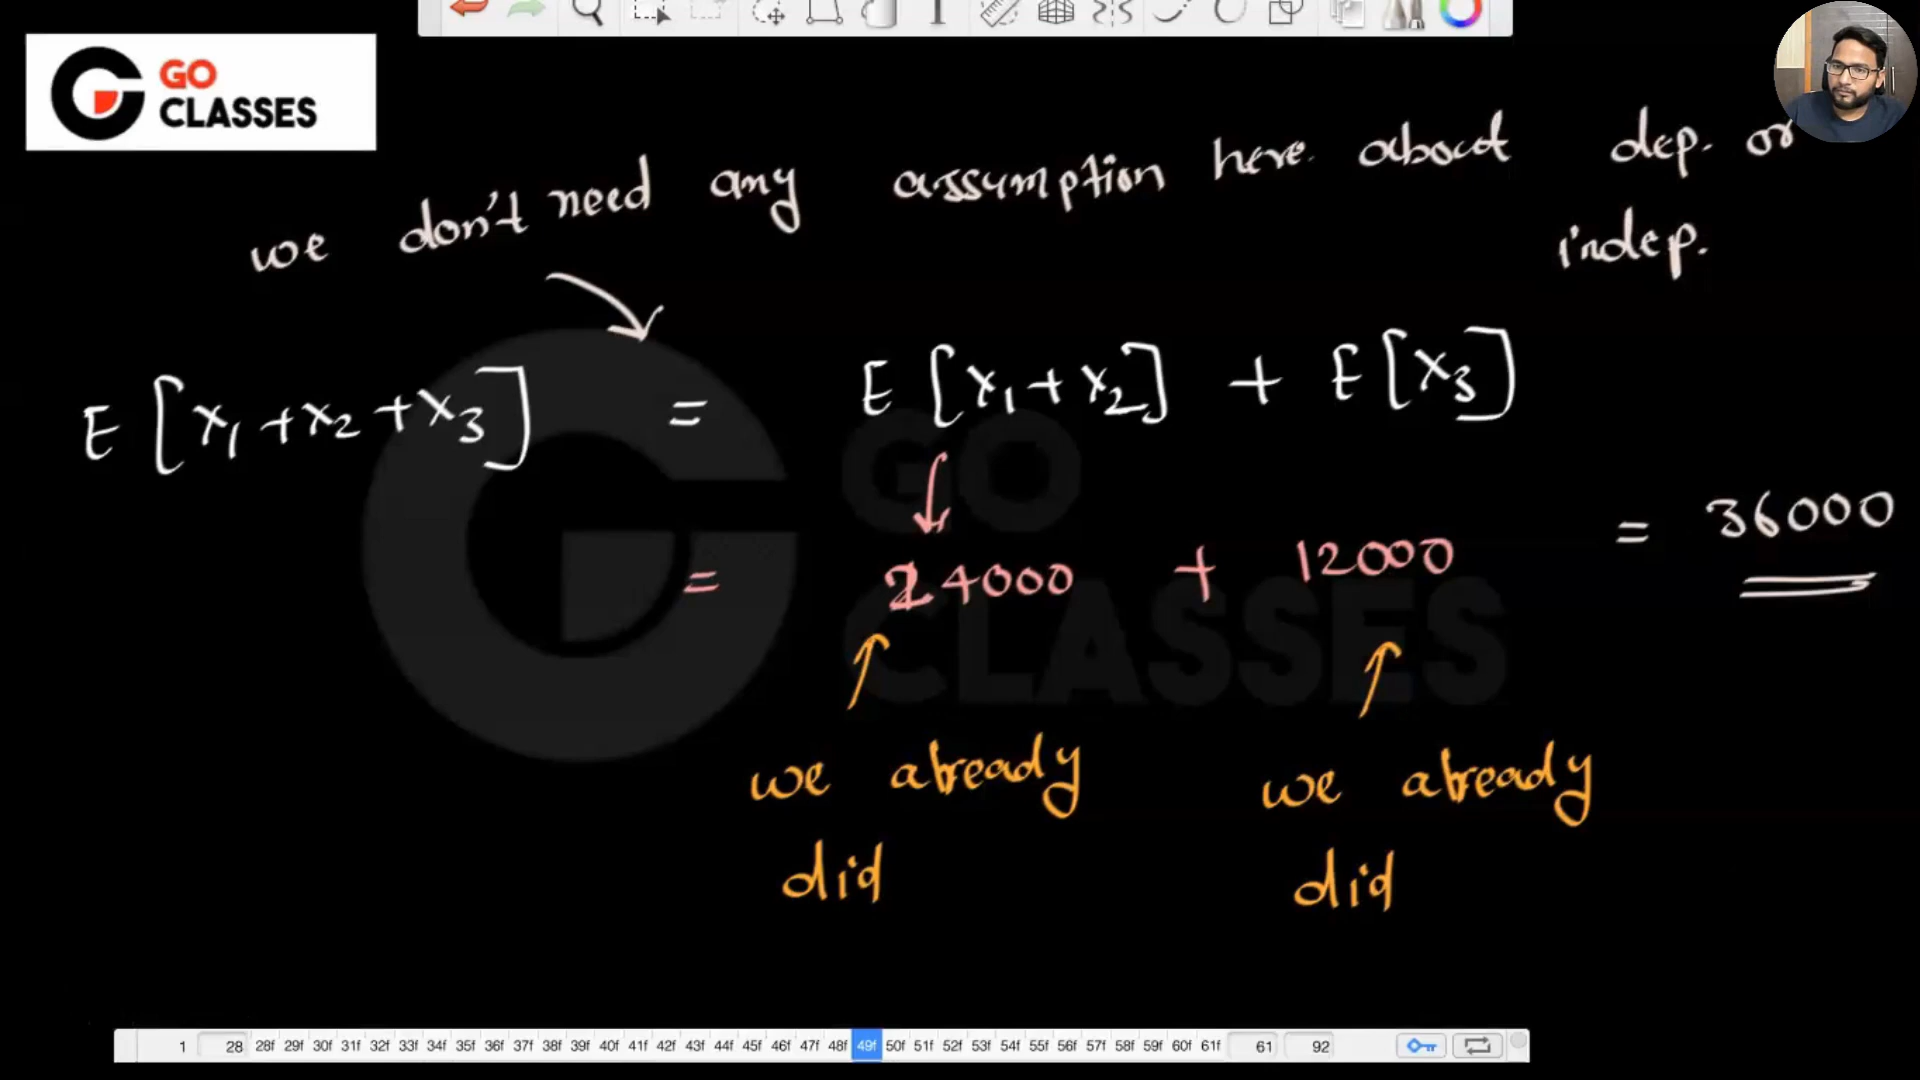 GO
CLASSES
we don't need any assumption here about dep. or
indep.
E[x1+x2+x3] = E[x1+x2] + E[x3]
= 24000 + 12000 = 36000
we already we already
did did
GO
CLASSES
1 28 28f 29f 30f 31f 32f 33f 34f 35f 36f 37f 38f 39f 40f 41f 42f 43f 44f 45f 46f 47f 48f 49f 50f 51f 52f 53f 54f 55f 56f 57f 58f 59f 60f 61f 61 92